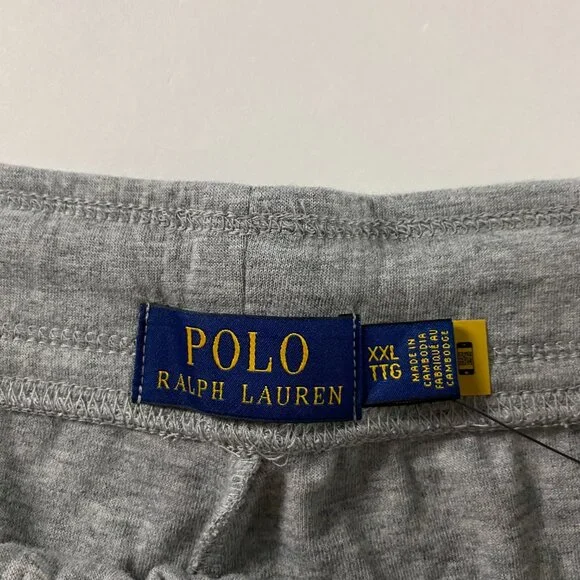 POLO
RALPH LAUREN
XXL
TTG
MADE IN
CAMBODIA
FABRIQUÉ AU
CAMBODGE